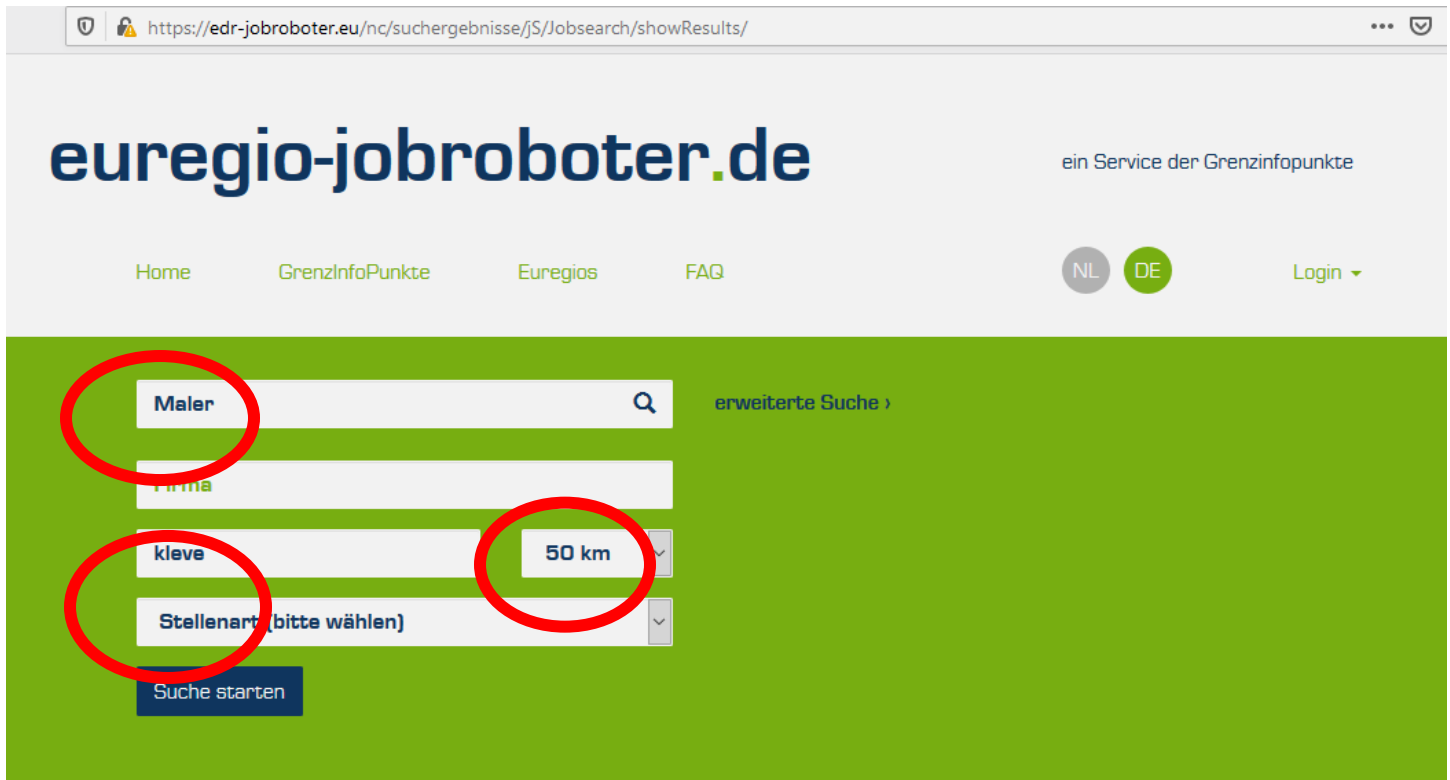 https://edr-jobroboter.eu/nc/suchergebnisse/jS/Jobsearch/showResults/
euregio-jobroboter.de
ein Service der Grenzinfopunkte
Home GrenzInfoPunkte Euregios FAQ NL DE Login
Maler erweiterte Suche ›
Firma
kleve 50 km
Stellenart (bitte wählen)
Suche starten